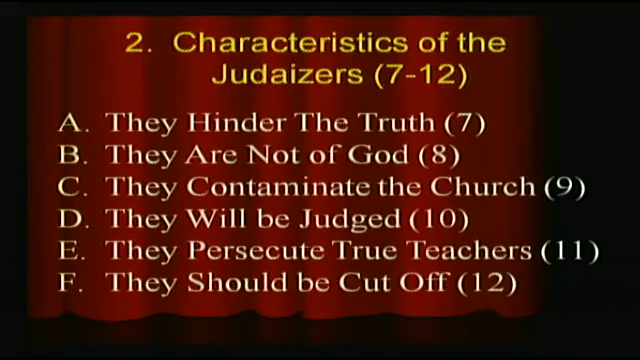 2. Characteristics of the
Judaizers (7-12)
A. They Hinder The Truth (7)
B. They Are Not of God (8)
C. They Contaminate the Church (9)
D. They Will be Judged (10)
E. They Persecute True Teachers (11)
F. They Should be Cut Off (12)